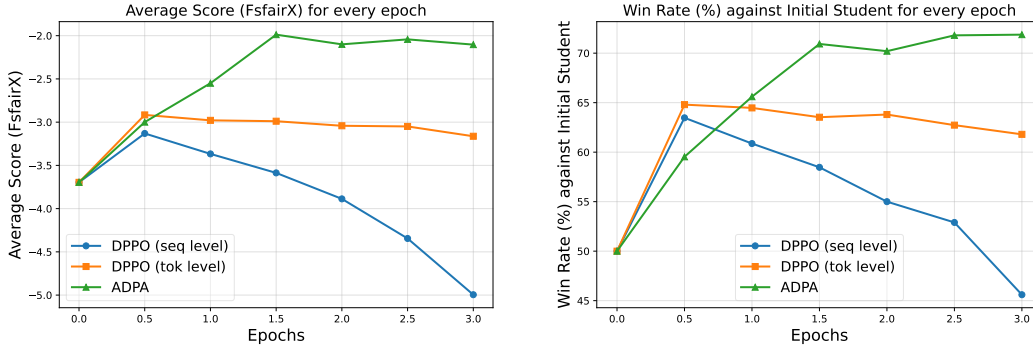 Average Score (FsfairX) for every epoch
Average Score (FsfairX)
−2.0
−2.5
−3.0
−3.5
−4.0
−4.5
−5.0
DPPO (seq level)
DPPO (tok level)
ADPA
0.0 0.5 1.0 1.5 2.0 2.5 3.0
Epochs
Win Rate (%) against Initial Student for every epoch
Win Rate (%) against Initial Student
70
65
60
55
50
45
DPPO (seq level)
DPPO (tok level)
ADPA
0.0 0.5 1.0 1.5 2.0 2.5 3.0
Epochs